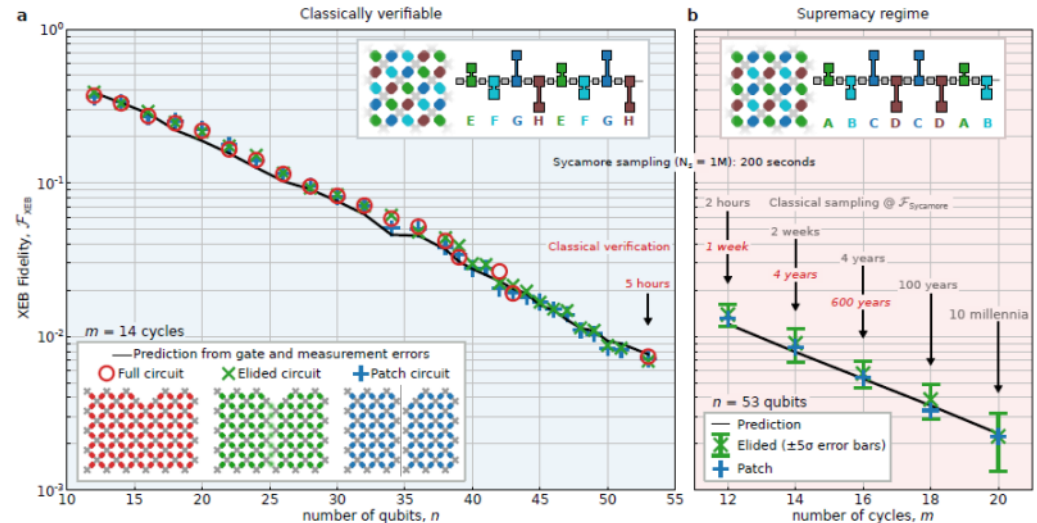 a
Classically verifiable
10⁰
10⁻¹
10⁻²
10⁻³
XEB Fidelity, ℱXEB
E F G H E F G H
Sycamore sampling (Nₛ = 1M): 200 seconds
Classical verification
5 hours
m = 14 cycles
Prediction from gate and measurement errors
Full circuit Elided circuit Patch circuit
10 15 20 25 30 35 40 45 50 55
number of qubits, n
b
Supremacy regime
A B C D C D A B
2 hours
Classical sampling @ ℱSycamore
1 week
2 weeks
4 years
4 years
600 years
100 years
10 millennia
n = 53 qubits
Prediction
Elided (±5σ error bars)
Patch
12 14 16 18 20
number of cycles, m